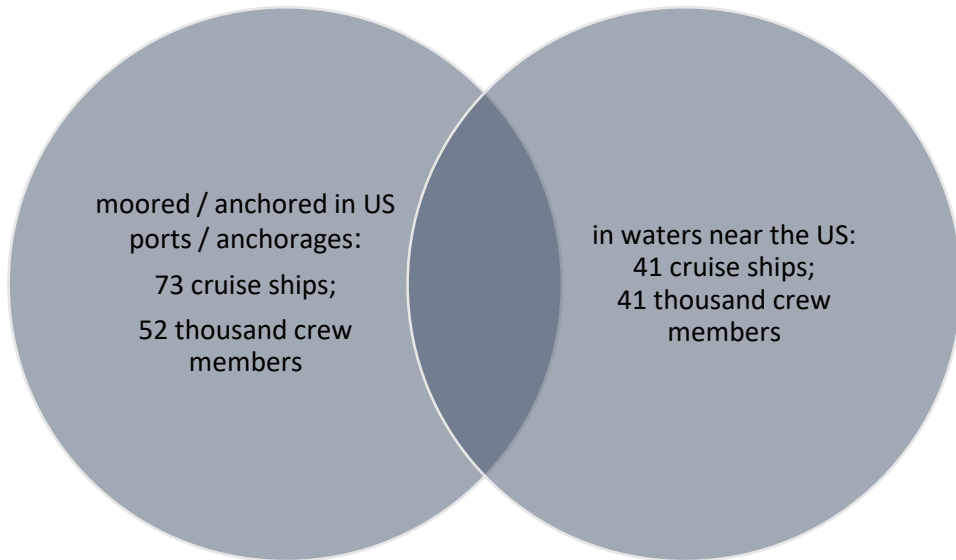 moored / anchored in US
ports / anchorages:
73 cruise ships;
52 thousand crew
members
in waters near the US:
41 cruise ships;
41 thousand crew
members